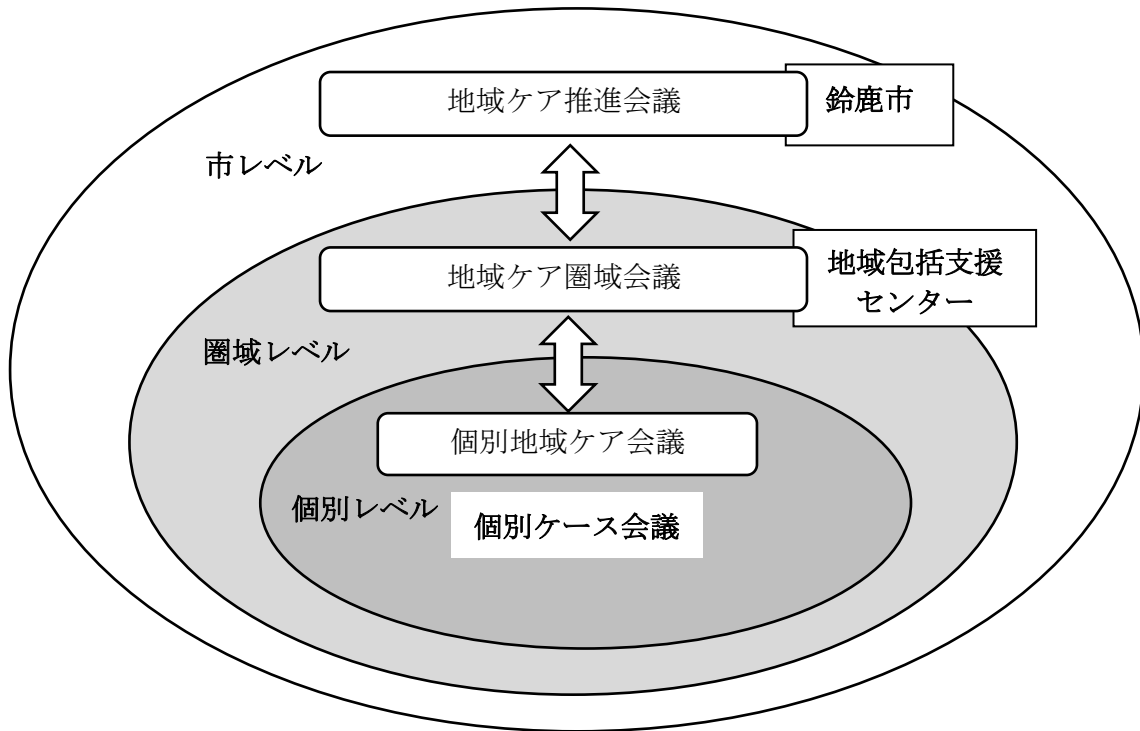 地域ケア推進会議
鈴鹿市
市レベル
地域ケア圏域会議
地域包括支援
センター
圏域レベル
個別地域ケア会議
個別レベル
個別ケース会議